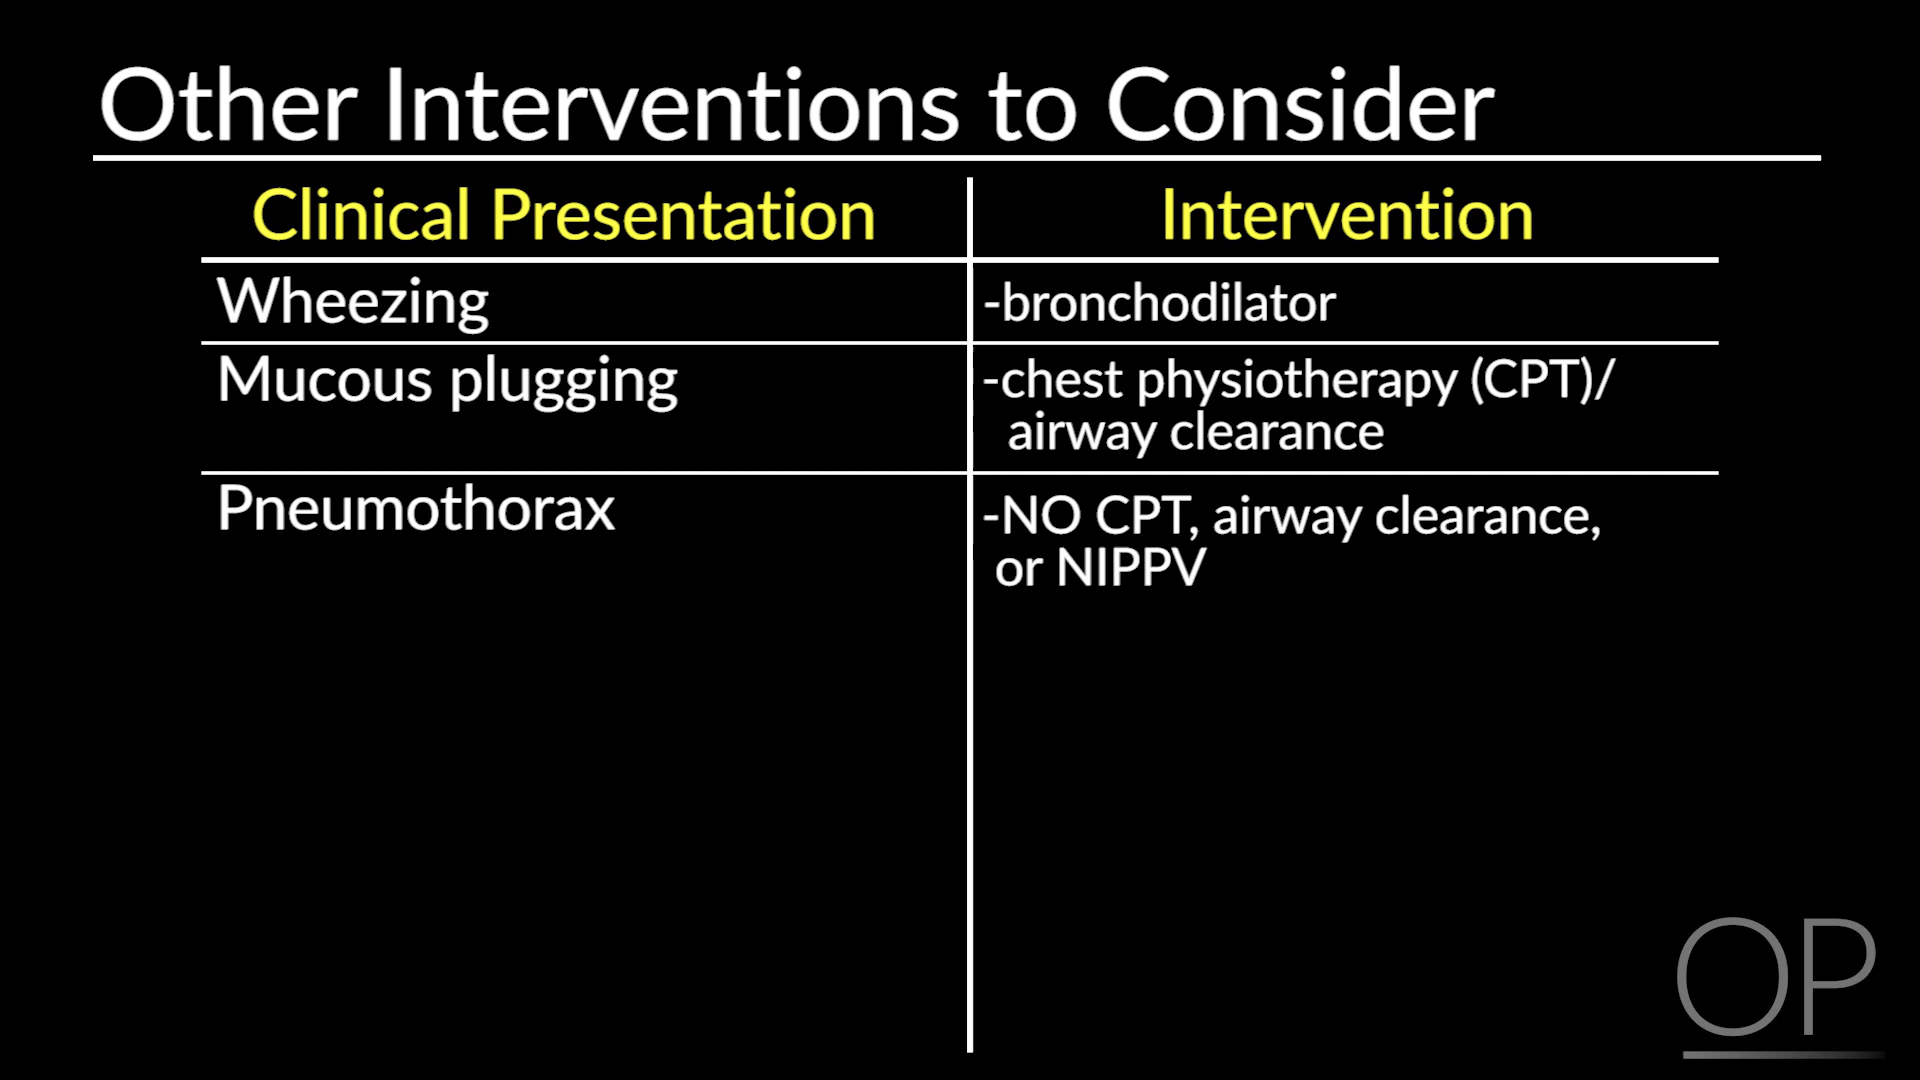 Other Interventions to Consider
Clinical Presentation
Intervention
Wheezing
-bronchodilator
Mucous plugging
-chest physiotherapy (CPT)/
airway clearance
Pneumothorax
-NO CPT, airway clearance,
or NIPPV
OP